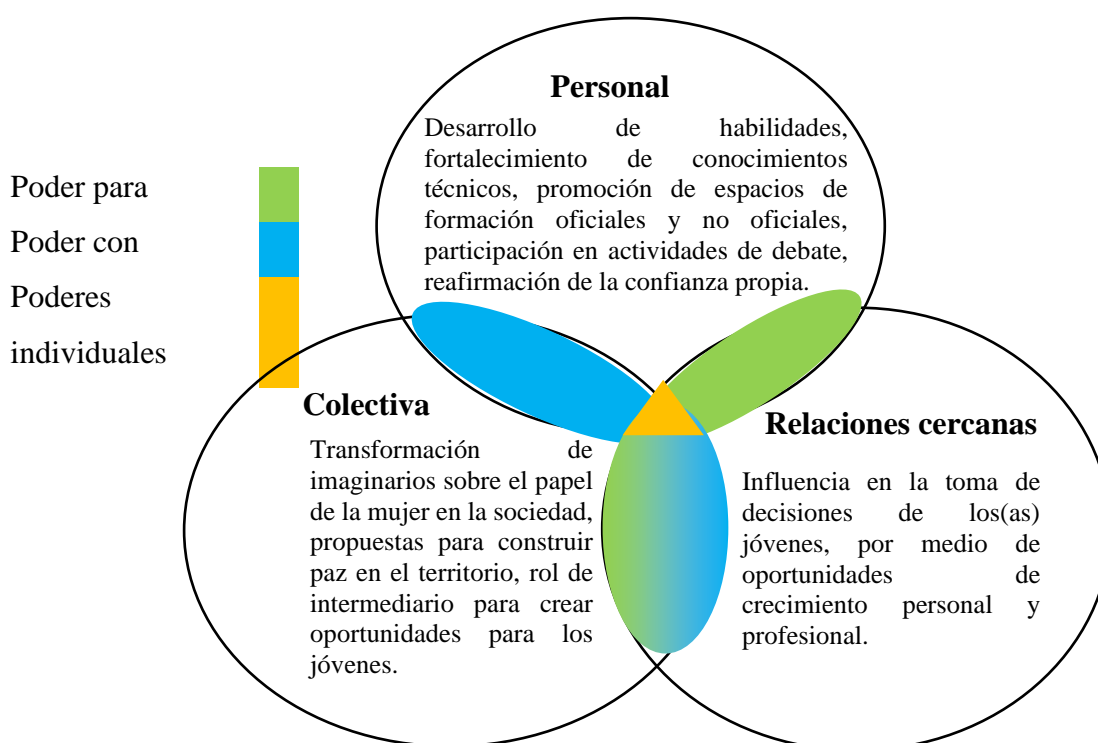 Personal
Desarrollo de habilidades,
fortalecimiento de conocimientos
técnicos, promoción de espacios de
formación oficiales y no oficiales,
participación en actividades de debate,
reafirmación de la confianza propia.
Poder para
Poder con
Poderes
individuales
Colectiva
Transformación de
imaginarios sobre el papel
de la mujer en la sociedad,
propuestas para construir
paz en el territorio, rol de
intermediario para crear
oportunidades para los
jóvenes.
Relaciones cercanas
Influencia en la toma de
decisiones de los(as)
jóvenes, por medio de
oportunidades de
crecimiento personal y
profesional.